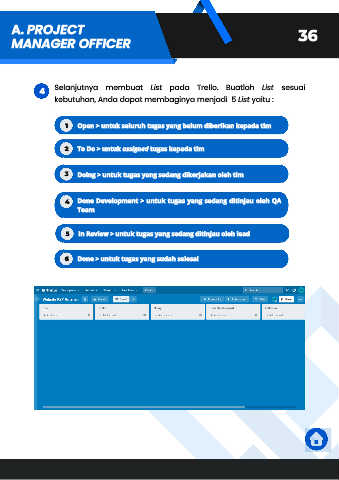 A. PROJECT
MANAGER OFFICER
36
4
Selanjutnya membuat List pada Trello. Buatlah List sesuai
kebutuhan, Anda dapat membaginya menjadi 5 List yaitu :
1 Open > untuk seluruh tugas yang belum diberikan kepada tim
2 To Do > untuk assigned tugas kepada tim
3 Doing > untuk tugas yang sedang dikerjakan oleh tim
4 Done Development > untuk tugas yang sedang ditinjau oleh QA
Team
5 In Review > untuk tugas yang sedang ditinjau oleh lead
6 Done > untuk tugas yang sudah selesai